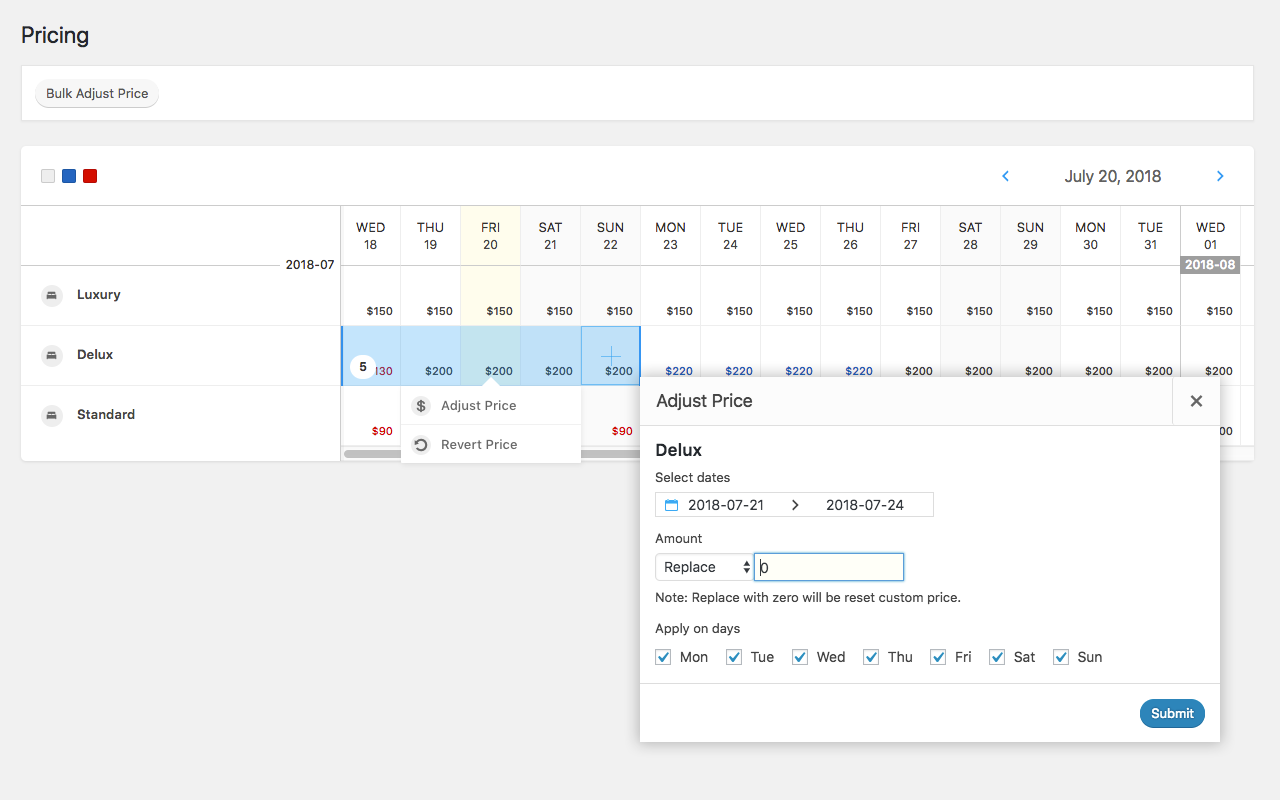 Pricing
Bulk Adjust Price
July 20, 2018
WED THU FRI SAT SUN MON TUE WED THU FRI SAT SUN MON TUE WED
18 19 20 21 22 23 24 25 26 27 28 29 30 31 01
2018-07 2018-08
Luxury
$150 $150 $150 $150 $150 $150 $150 $150 $150 $150 $150 $150 $150 $150 $150
Delux
5 $200 $200 $200 $200 $220 $220 $220 $220 $200 $200 $200 $200 $200 $200
Adjust Price
Standard
$90 $90
Revert Price
Adjust Price
Delux
Select dates
2018-07-21 > 2018-07-24
Amount
Replace 0
Note: Replace with zero will be reset custom price.
Apply on days
Mon Tue Wed Thu Fri Sat Sun
Submit